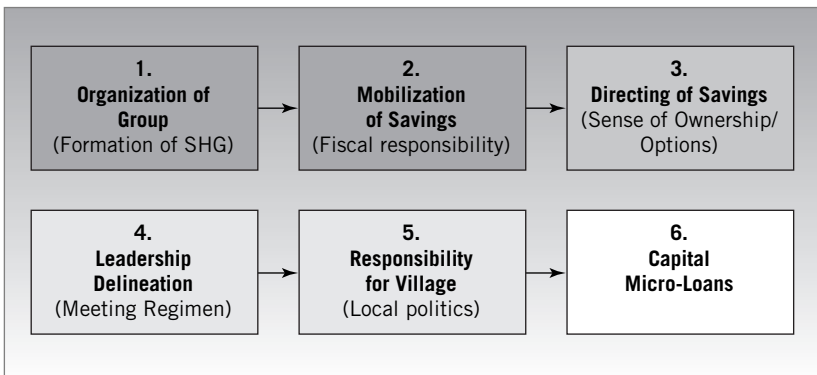 1.
Organization of
Group
(Formation of SHG)
2.
Mobilization
of Savings
(Fiscal responsibility)
3.
Directing of Savings
(Sense of Ownership/
Options)
4.
Leadership
Delineation
(Meeting Regimen)
5.
Responsibility
for Village
(Local politics)
6.
Capital
Micro-Loans